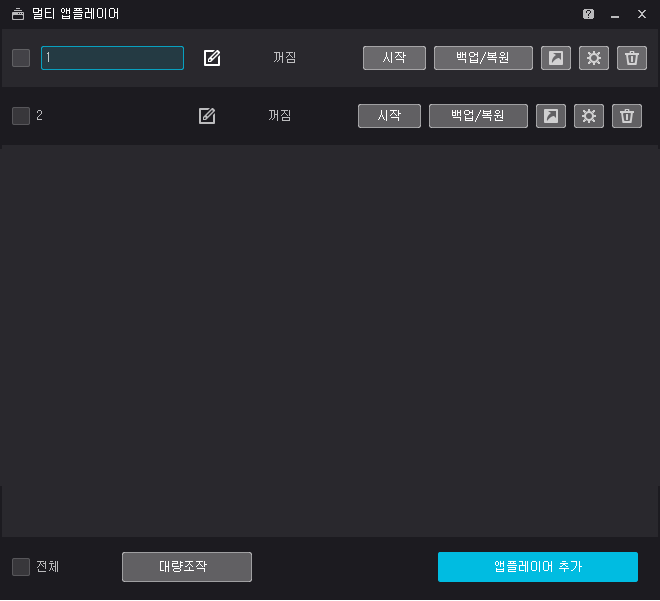 멀티 앱플레이어
1 꺼짐 시작 백업/복원
2 꺼짐 시작 백업/복원
전체 대량조작 앱플레이어 추가